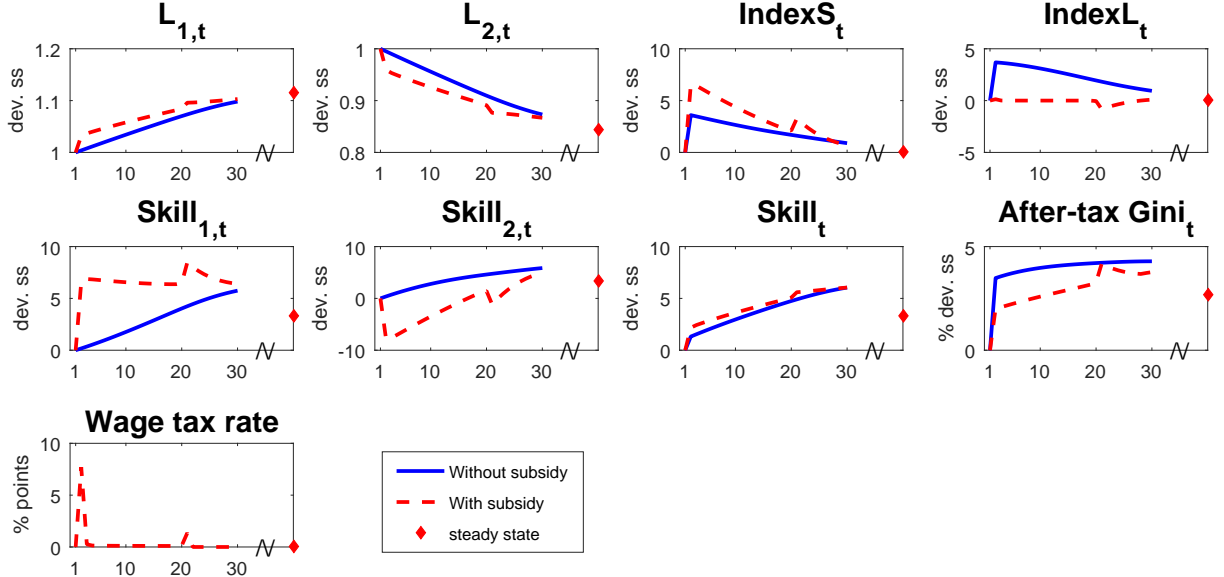 L1,t
L2,t
IndexSt
IndexLt
dev. ss
1.2
1.1
1
1 10 20 30
dev. ss
1
0.9
0.8
1 10 20 30
dev. ss
10
5
0
1 10 20 30
dev. ss
5
0
-5
1 10 20 30
Skill1,t
Skill2,t
Skillt
After-tax Ginit
dev. ss
10
5
0
1 10 20 30
dev. ss
10
0
-10
1 10 20 30
dev. ss
10
5
0
1 10 20 30
% dev. ss
5
0
1 10 20 30
Wage tax rate
% points
10
5
0
1 10 20 30
Without subsidy
With subsidy
steady state